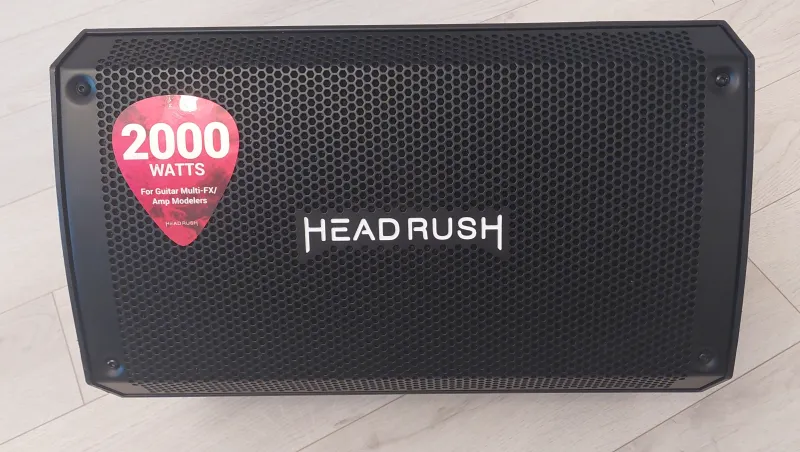 2000
WATTS
For Guitar Multi-FX/
Amp Modelers
HEADRUSH
HEADRUSH